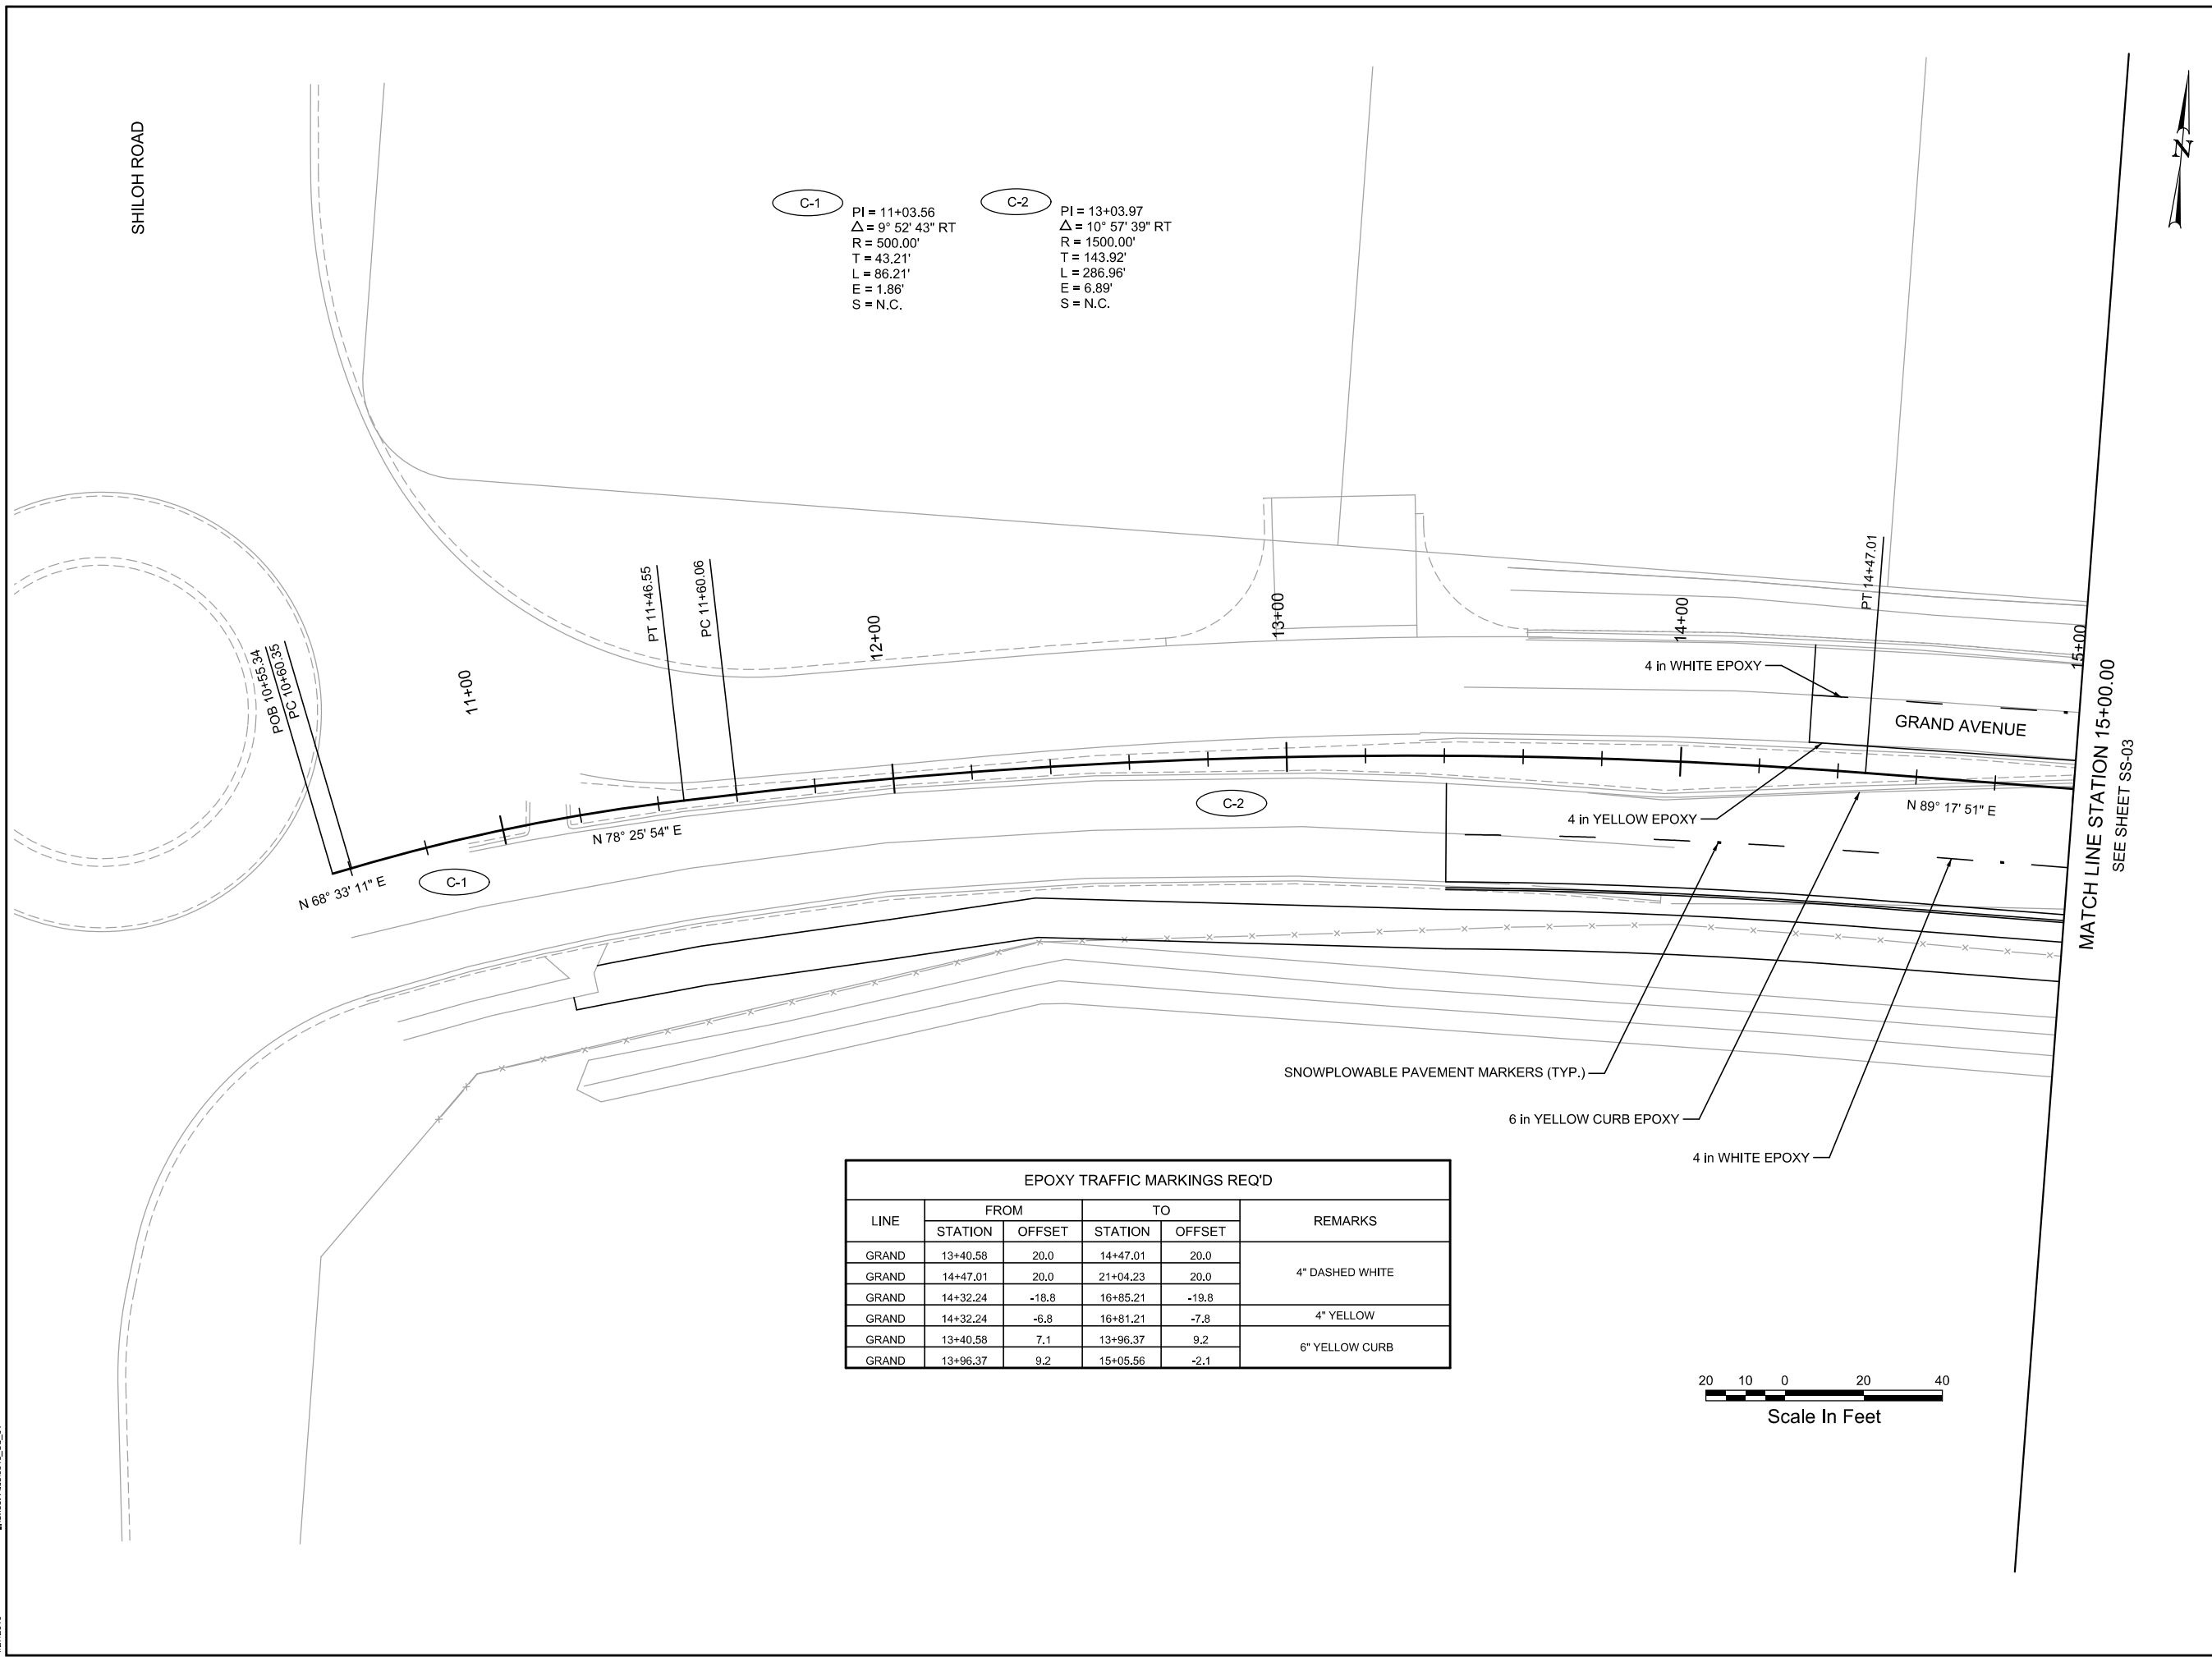 SHILOH ROAD
N
C-1
PI = 11+03.56
Δ = 9° 52' 43" RT
R = 500.00'
T = 43.21'
L = 86.21'
E = 1.86'
S = N.C.
C-2
PI = 13+03.97
Δ = 10° 57' 39" RT
R = 1500.00'
T = 143.92'
L = 286.96'
E = 6.89'
S = N.C.
POB 10+55.34
PC 10+60.35
11+00
PT 11+46.55
PC 11+60.06
12+00
13+00
14+00
PT 14+47.01
15+00
4 in WHITE EPOXY
GRAND AVENUE
MATCH LINE STATION 15+00.00
SEE SHEET SS-03
C-2
4 in YELLOW EPOXY
N 89° 17' 51" E
N 78° 25' 54" E
C-1
N 68° 33' 11" E
SNOWPLOWABLE PAVEMENT MARKERS (TYP.)
6 in YELLOW CURB EPOXY
4 in WHITE EPOXY
EPOXY TRAFFIC MARKINGS REQ'D
LINE FROM TO REMARKS
STATION OFFSET STATION OFFSET
GRAND 13+40.58 20.0 14+47.01 20.0
GRAND 14+47.01 20.0 21+04.23 20.0 4" DASHED WHITE
GRAND 14+32.24 -18.8 16+85.21 -19.8
GRAND 14+32.24 -6.8 16+81.21 -7.8 4" YELLOW
GRAND 13+40.58 7.1 13+96.37 9.2 6" YELLOW CURB
GRAND 13+96.37 9.2 15+05.56 -2.1
20 10 0 20 40
Scale In Feet